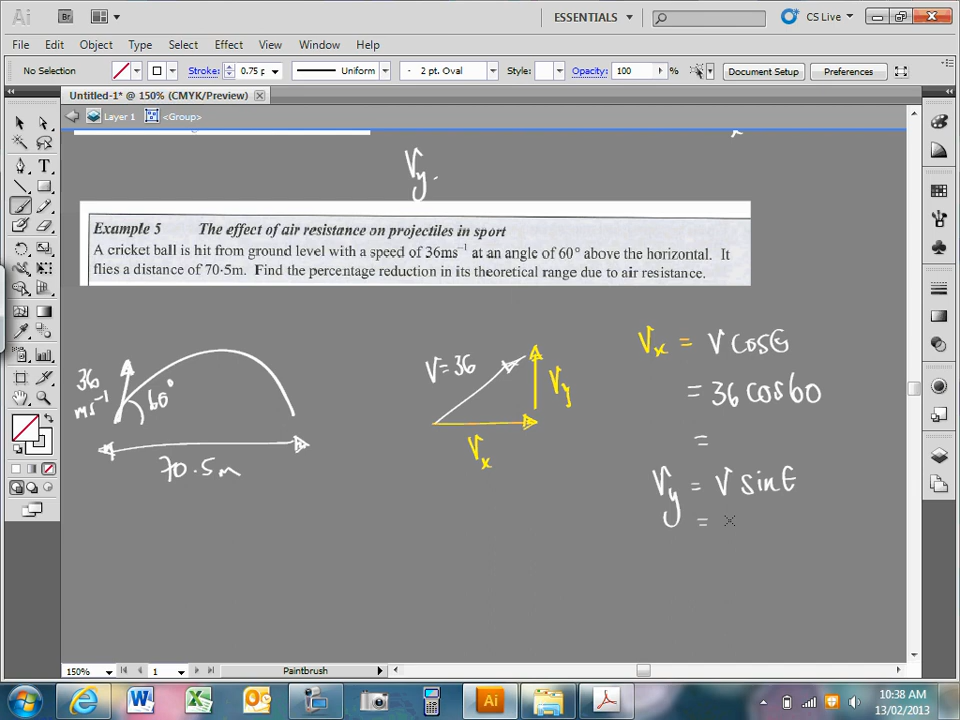 Ai Br ESSENTIALS CS Live
File Edit Object Type Select Effect View Window Help
No Selection Stroke: 0.75 p Uniform 2 pt. Oval Style: Opacity: 100 % Document Setup Preferences
Untitled-1* @ 150% (CMYK/Preview)
Layer 1 <Group>
Vy
Example 5 The effect of air resistance on projectiles in sport
A cricket ball is hit from ground level with a speed of 36ms⁻¹ at an angle of 60° above the horizontal. It
flies a distance of 70·5m. Find the percentage reduction in its theoretical range due to air resistance.
36
ms⁻¹
60°
70.5m
V=36
Vy
Vx
Vx = V cosθ
= 36 cos60
=
Vy = V sinθ
=
150% 1 Paintbrush
W X O Ai
10:38 AM
13/02/2013